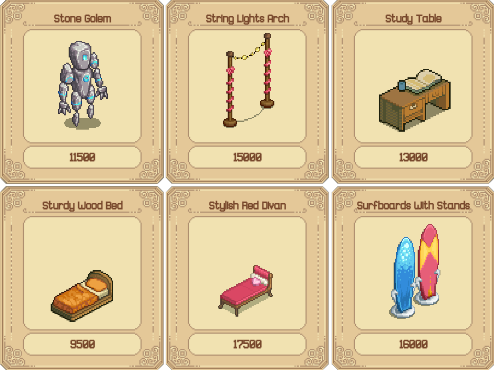 Stone Golem
String Lights Arch
Study Table
11500
15000
13000
Sturdy Wood Bed
Stylish Red Divan
Surfboards With Stands
9500
17500
16000